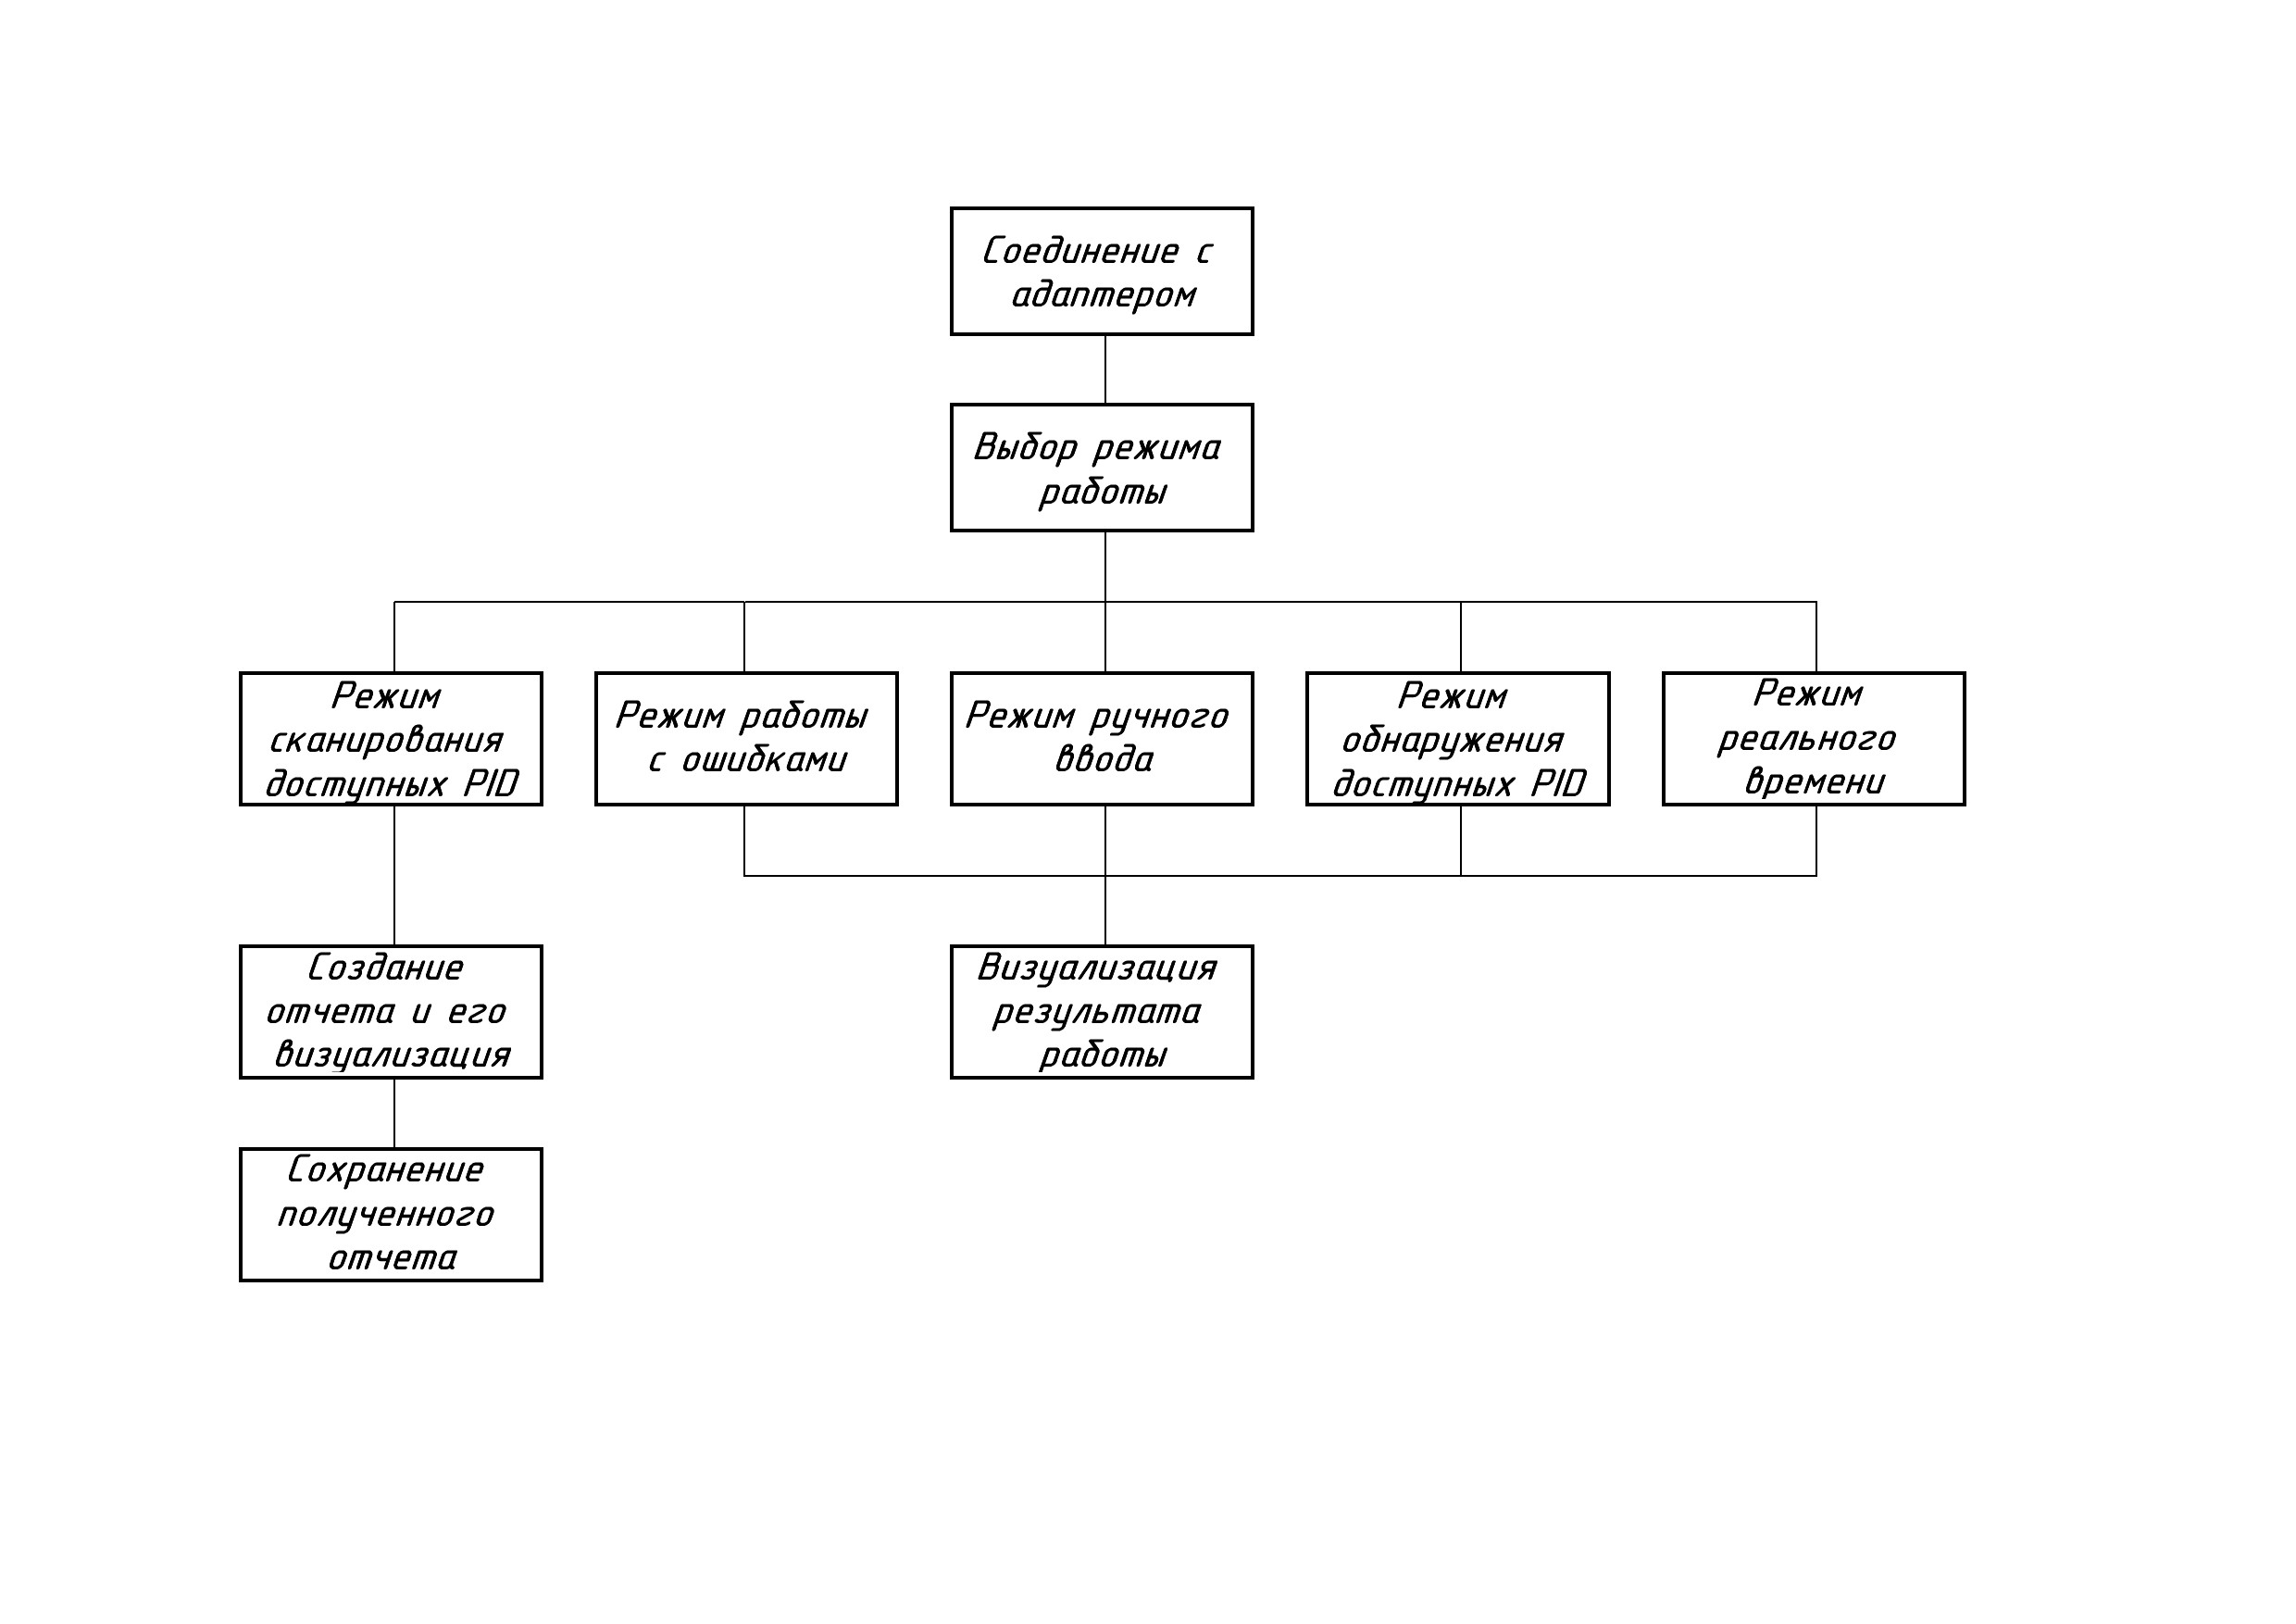 Соединение с
адаптером
Выбор режима
работы
Режим
сканирования
доступных PID
Режим работы
с ошибками
Режим ручного
ввода
Режим
обнаружения
доступных PID
Режим
реального
времени
Создание
отчета и его
визуализация
Визуализация
результата
работы
Сохранение
полученного
отчета